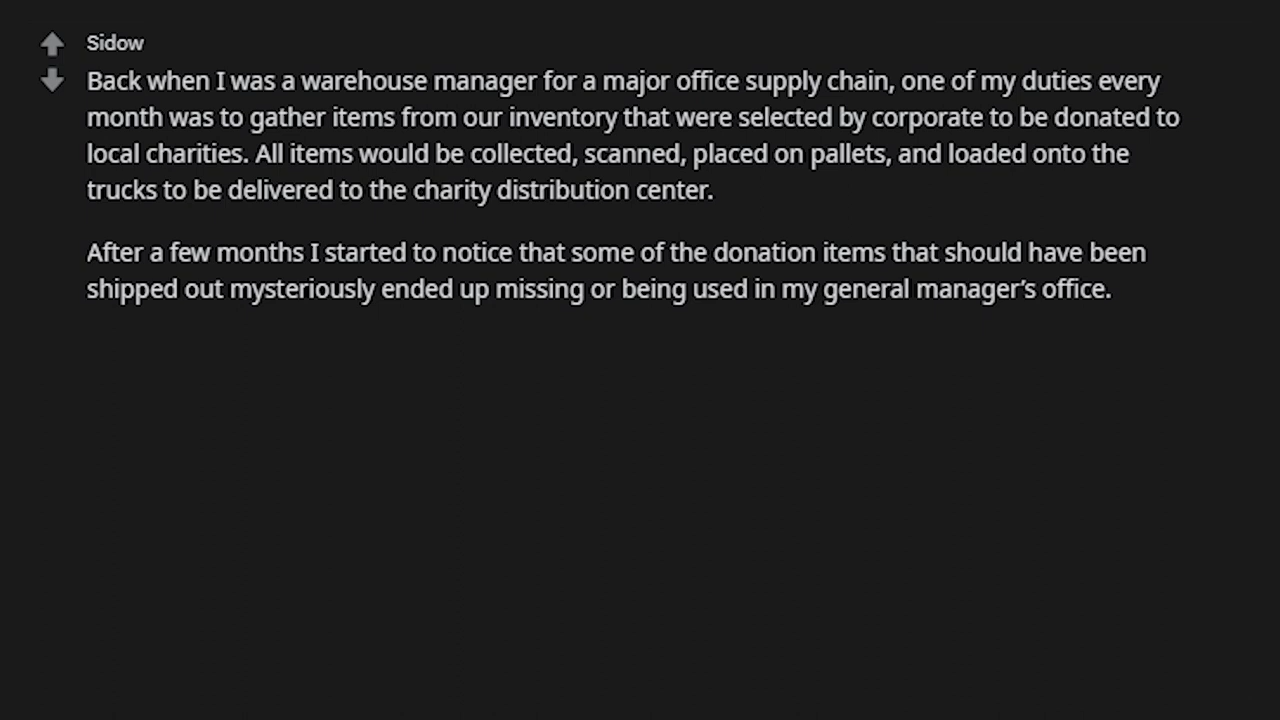 Sidow
Back when I was a warehouse manager for a major office supply chain, one of my duties every
month was to gather items from our inventory that were selected by corporate to be donated to
local charities. All items would be collected, scanned, placed on pallets, and loaded onto the
trucks to be delivered to the charity distribution center.
After a few months I started to notice that some of the donation items that should have been
shipped out mysteriously ended up missing or being used in my general manager’s office.